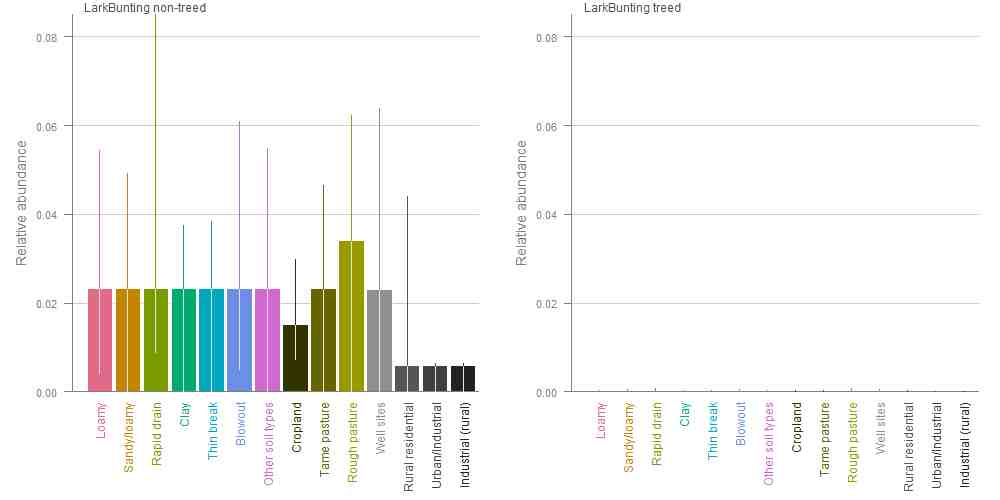 LarkBunting non-treed
Relative abundance
0.08
0.06
0.04
0.02
0.00
Loamy
Sandy/loamy
Rapid drain
Clay
Thin break
Blowout
Other soil types
Cropland
Tame pasture
Rough pasture
Well sites
Rural residential
Urban/Industrial
Industrial (rural)
LarkBunting treed
Relative abundance
0.08
0.06
0.04
0.02
0.00
Loamy
Sandy/loamy
Rapid drain
Clay
Thin break
Blowout
Other soil types
Cropland
Tame pasture
Rough pasture
Well sites
Rural residential
Urban/Industrial
Industrial (rural)